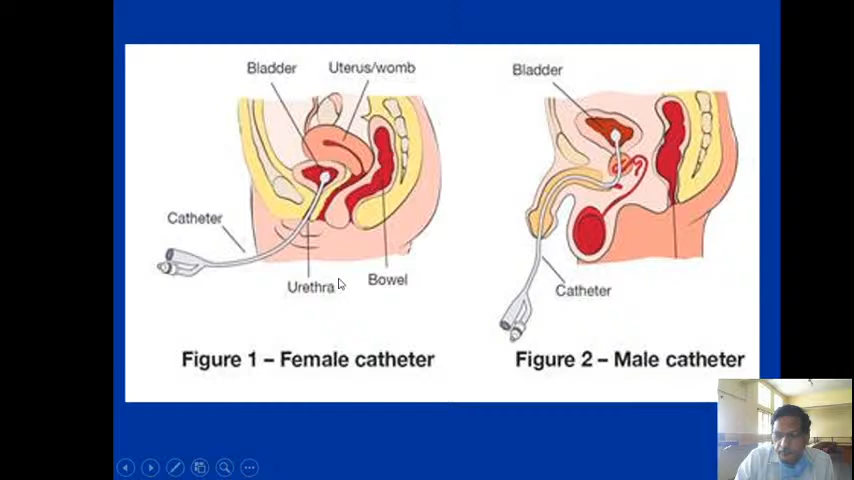 Bladder
Uterus/womb
Catheter
Urethra
Bowel
Figure 1 – Female catheter
Bladder
Catheter
Figure 2 – Male catheter